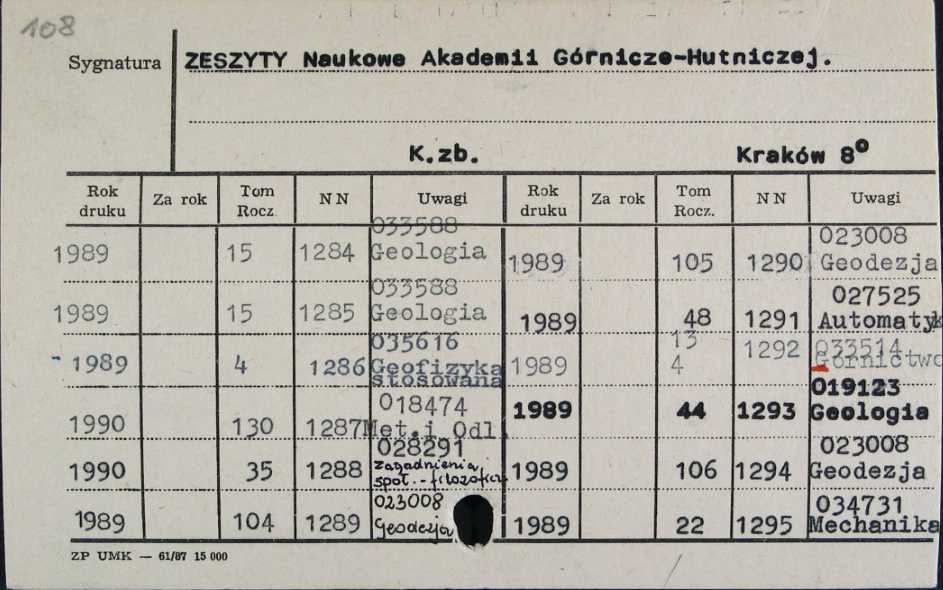 108
Sygnatura ZESZYTY Naukowe Akademii Górniczo-Hutniczej.
K.zb. Kraków 8°
Rok druku Za rok Tom Rocz. NN Uwagi Rok druku Za rok Tom Rocz. NN Uwagi
1989 15 1284 033588 Geologia 1989 105 1290 023008 Geodezja
1989 15 1285 033588 Geologia 1989 48 1291 027525 Automatyk
1989 4 1286 035616 Geofizyka stosowana 1989 13 4 1292 033514 Górnictwo
1990 130 1287 018474 Met.i Odl. 1989 44 1293 019123 Geologia
1990 35 1288 028291 zagadnienia społ.-filozoficz 1989 106 1294 023008 Geodezja
1989 104 1289 023008 Geodezja 1989 22 1295 034731 Mechanika
ZP UMK — 61/87 15 000